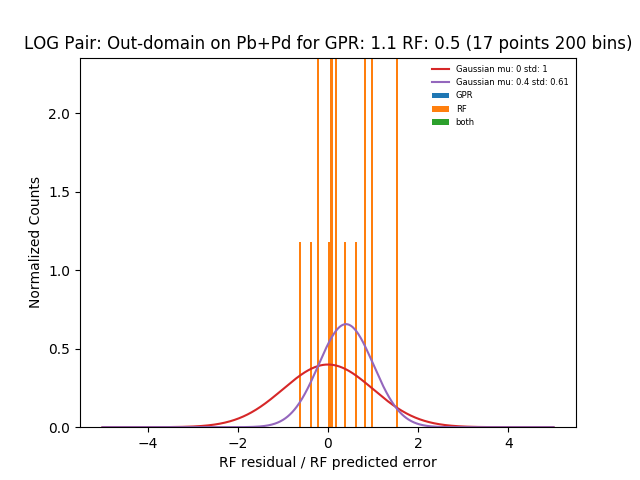 LOG Pair: Out-domain on Pb+Pd for GPR: 1.1 RF: 0.5 (17 points 200 bins)
Gaussian mu: 0 std: 1
Gaussian mu: 0.4 std: 0.61
GPR
RF
both
Normalized Counts
2.0
1.5
1.0
0.5
0.0
−4 −2 0 2 4
RF residual / RF predicted error